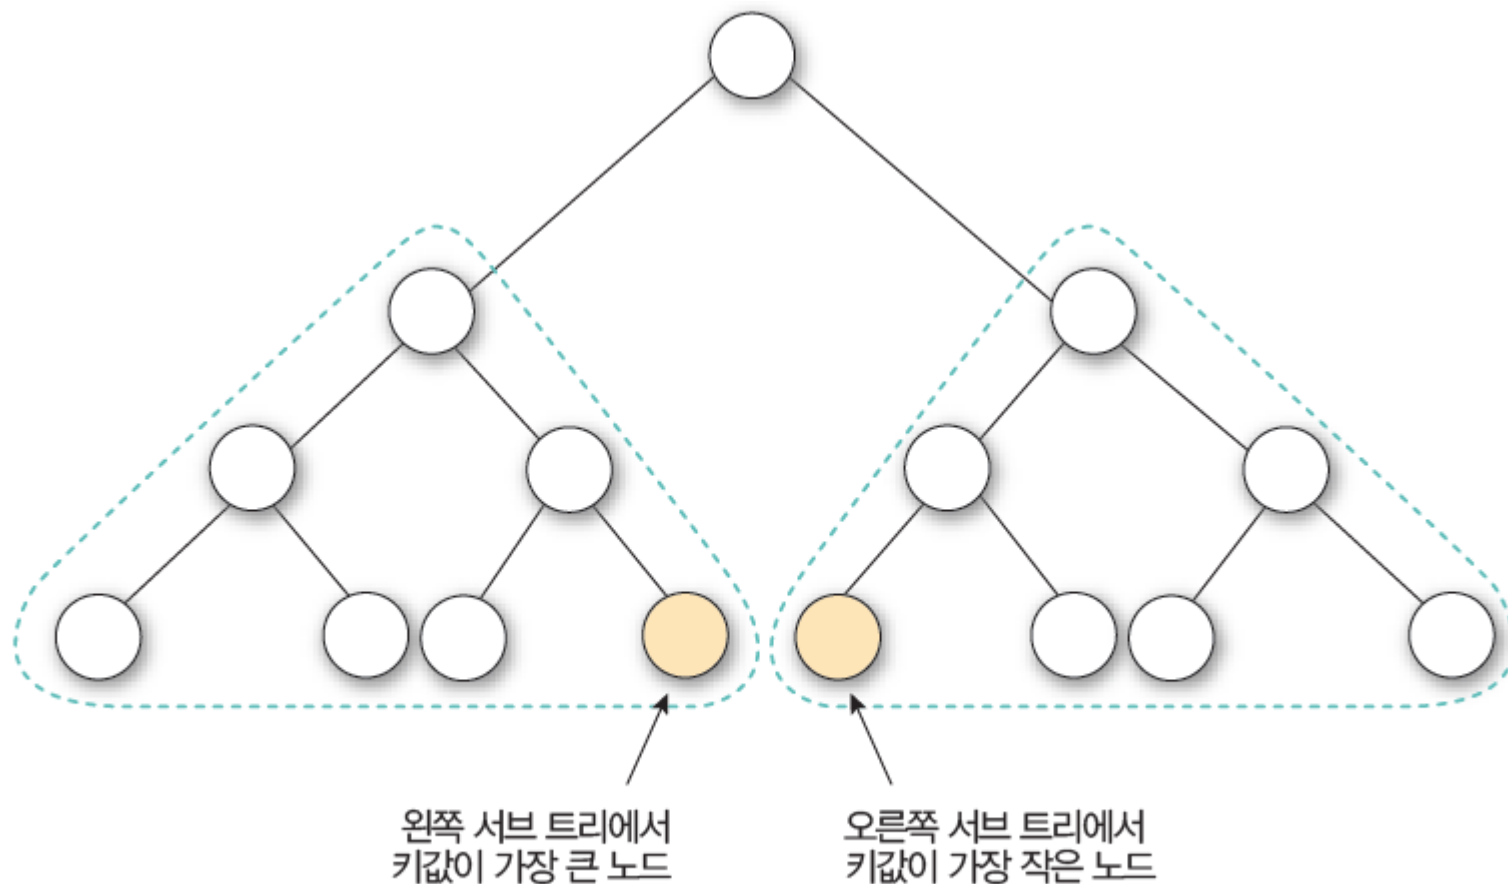 왼쪽 서브 트리에서
키값이 가장 큰 노드
오른쪽 서브 트리에서
키값이 가장 작은 노드